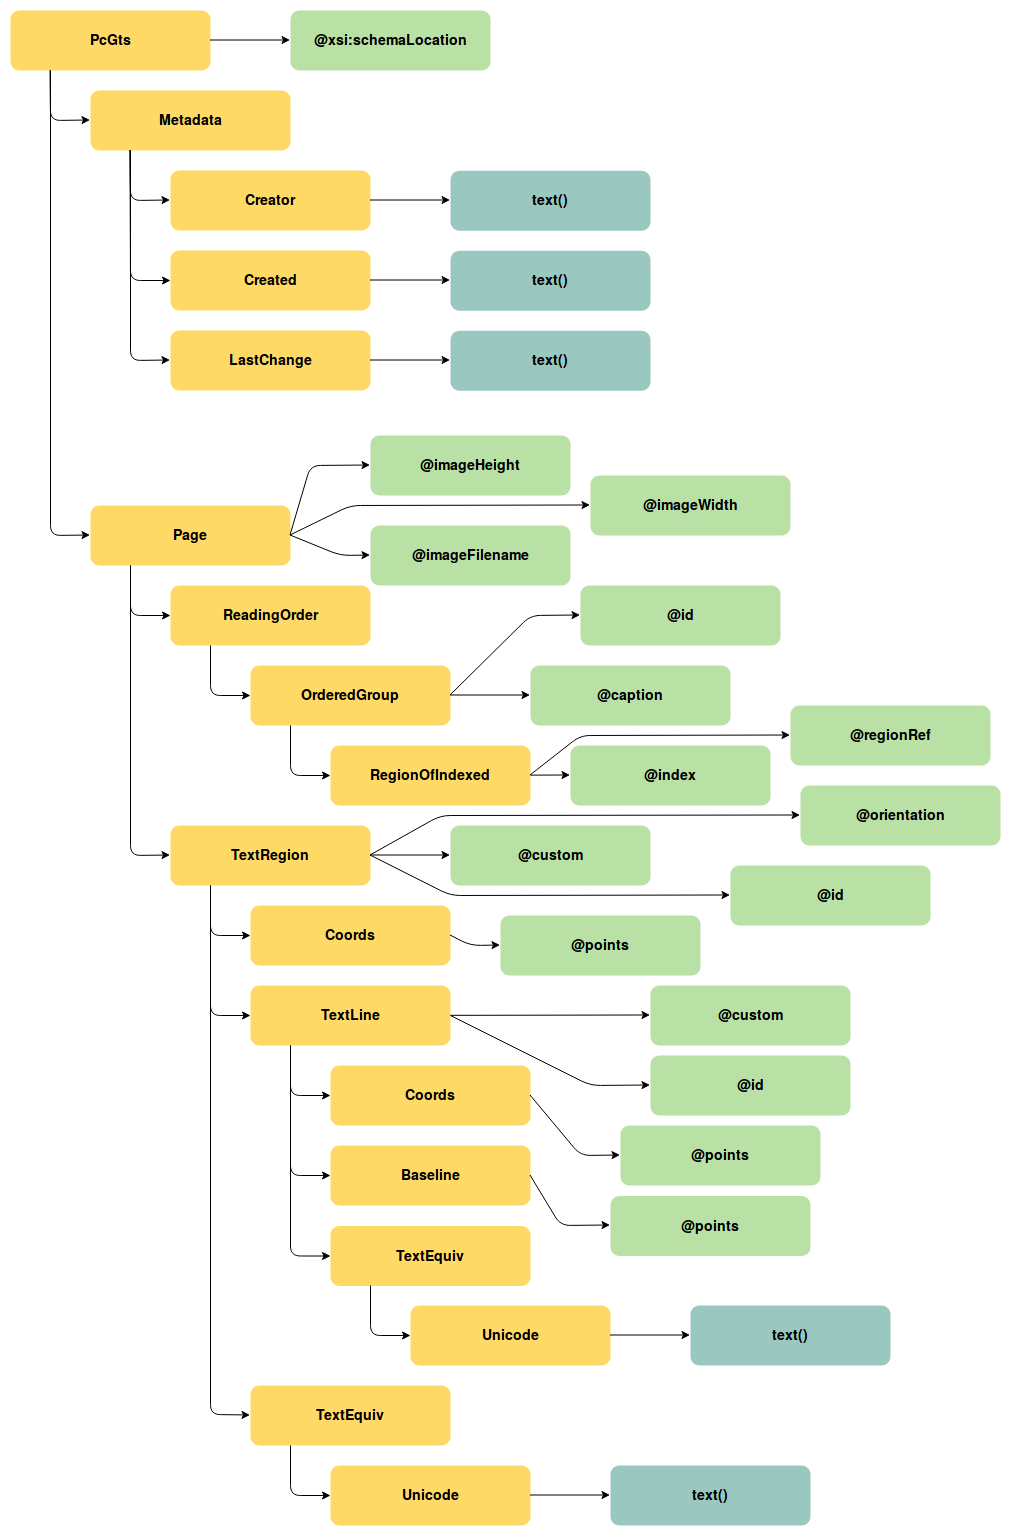 PcGts
@xsi:schemaLocation
Metadata
Creator
text()
Created
text()
LastChange
text()
@imageHeight
@imageWidth
Page
@imageFilename
ReadingOrder
@id
OrderedGroup
@caption
@regionRef
RegionOfIndexed
@index
@orientation
TextRegion
@custom
@id
Coords
@points
TextLine
@custom
@id
Coords
@points
Baseline
@points
TextEquiv
Unicode
text()
TextEquiv
Unicode
text()